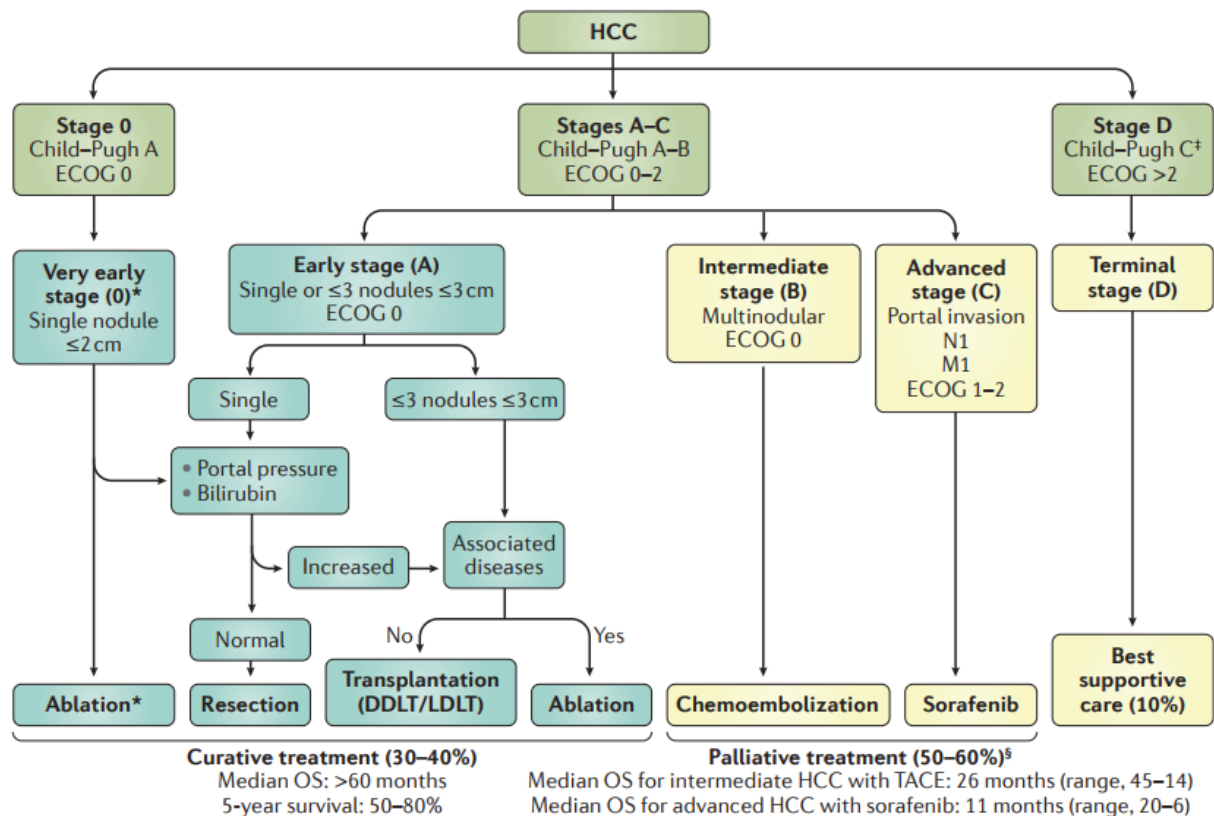 HCC
Stage 0
Child–Pugh A
ECOG 0
Stages A–C
Child–Pugh A–B
ECOG 0–2
Stage D
Child–Pugh C‡
ECOG >2
Very early
stage (0)*
Single nodule
≤2 cm
Early stage (A)
Single or ≤3 nodules ≤3 cm
ECOG 0
Intermediate
stage (B)
Multinodular
ECOG 0
Advanced
stage (C)
Portal invasion
N1
M1
ECOG 1–2
Terminal
stage (D)
Single
≤3 nodules ≤3 cm
• Portal pressure
• Bilirubin
Increased
Associated
diseases
Normal
No
Yes
Ablation*
Resection
Transplantation
(DDLT/LDLT)
Ablation
Chemoembolization
Sorafenib
Best
supportive
care (10%)
Curative treatment (30–40%)
Median OS: >60 months
5-year survival: 50–80%
Palliative treatment (50–60%)§
Median OS for intermediate HCC with TACE: 26 months (range, 45–14)
Median OS for advanced HCC with sorafenib: 11 months (range, 20–6)